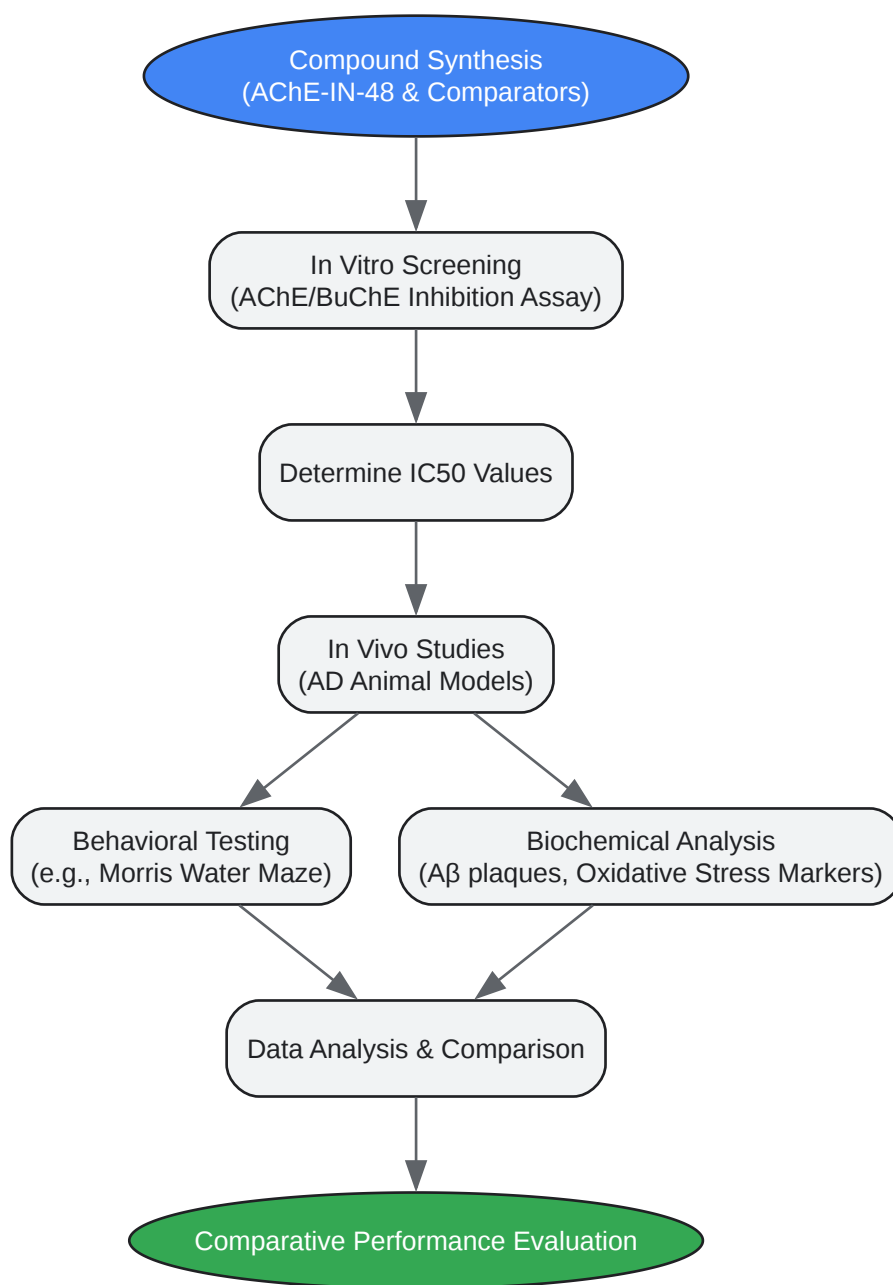 Compound Synthesis
(AChE-IN-48 & Comparators)
In Vitro Screening
(AChE/BuChE Inhibition Assay)
Determine IC50 Values
In Vivo Studies
(AD Animal Models)
Behavioral Testing
(e.g., Morris Water Maze)
Biochemical Analysis
(Aβ plaques, Oxidative Stress Markers)
Data Analysis & Comparison
Comparative Performance Evaluation